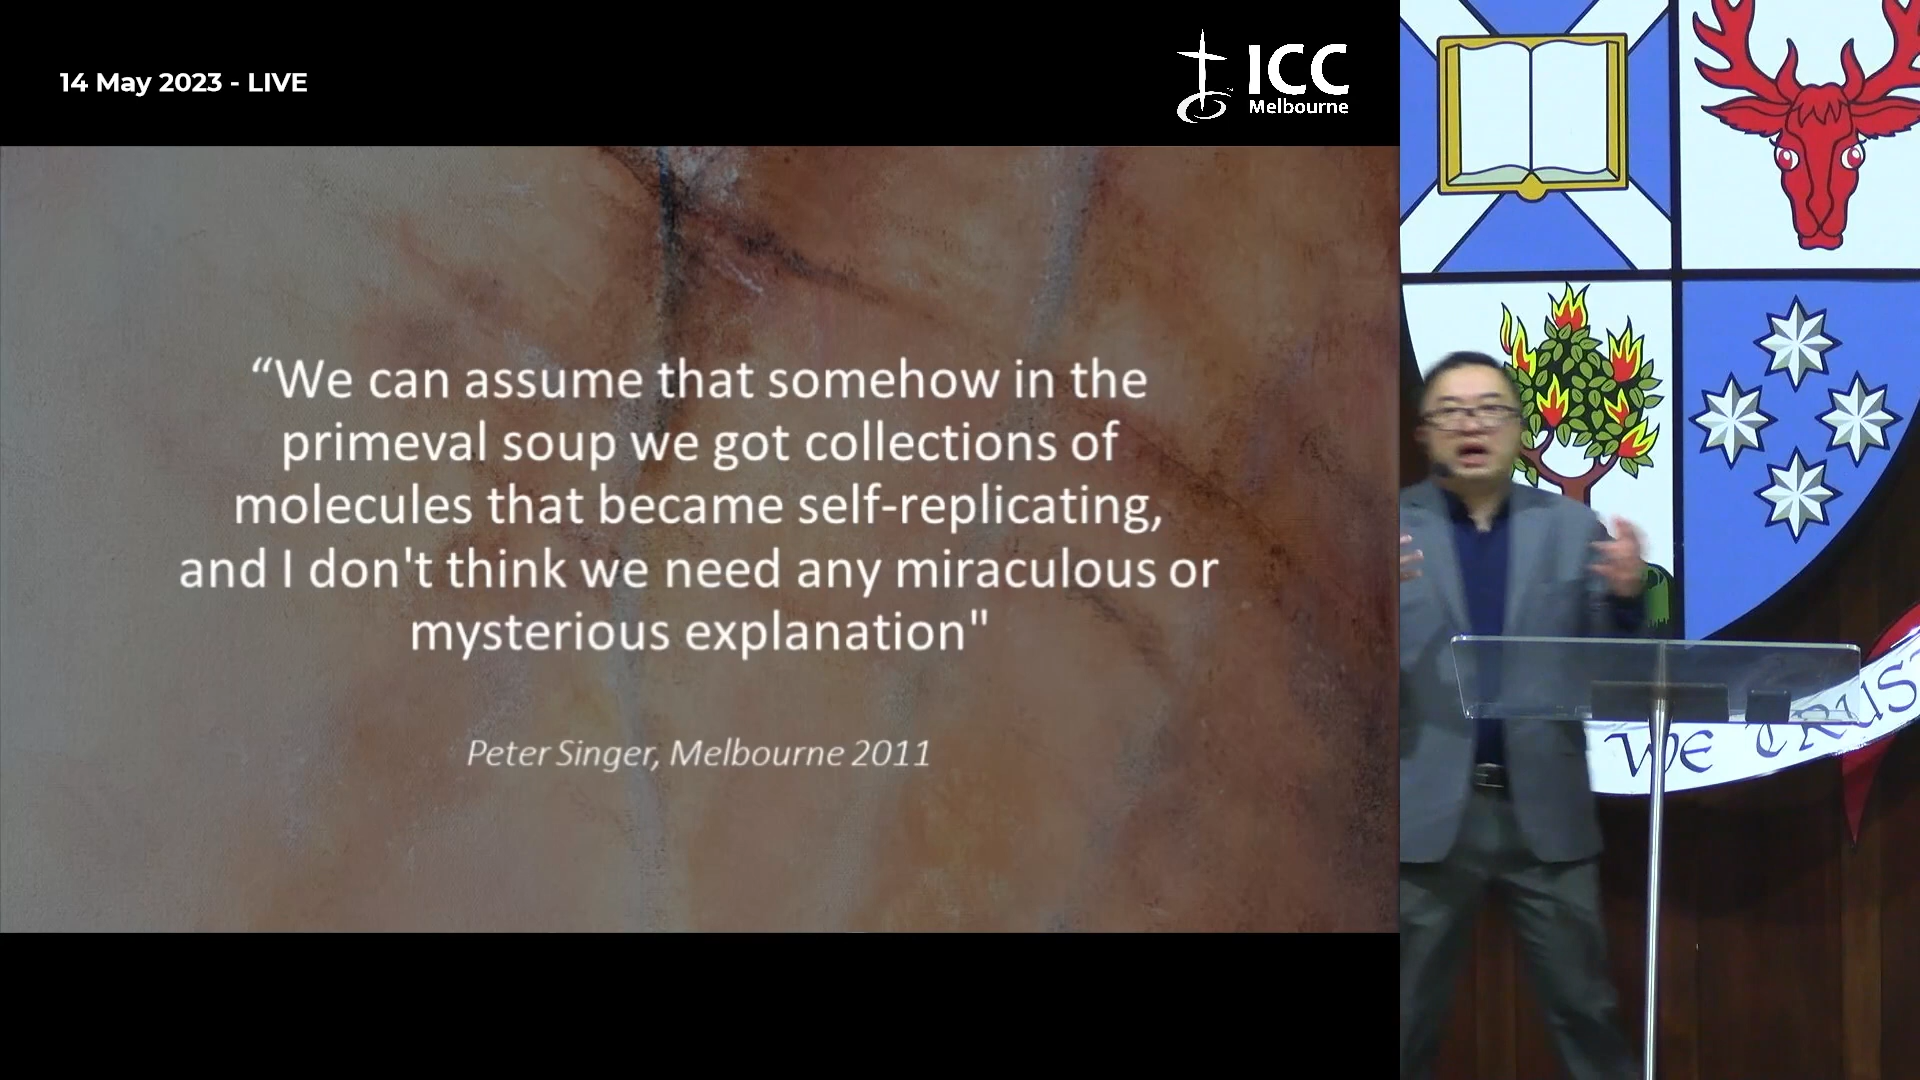 14 May 2023 - LIVE
ICC
Melbourne
“We can assume that somehow in the
primeval soup we got collections of
molecules that became self-replicating,
and I don't think we need any miraculous or
mysterious explanation"
Peter Singer, Melbourne 2011
WE TRUS